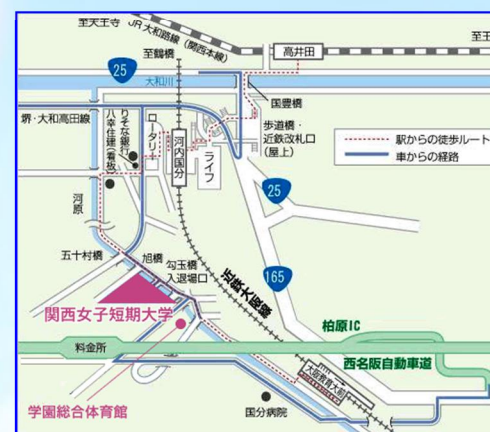 至天王寺
JR大和路線(関西本線)
至鶴橋
高井田
25
大和川
国豊橋
堺・大和高田線
りそな銀行
八幸住建(看板)
ロータリー
河内国分
ライフ
歩道橋・
近鉄改札口
(屋上)
駅からの徒歩ルート
車からの経路
25
河原
五十村橋
旭橋
勾玉橋
入退場口
近鉄大阪線
165
関西女子短期大学
柏原IC
料金所
西名阪自動車道
大阪教育大前
学園総合体育館
国分病院